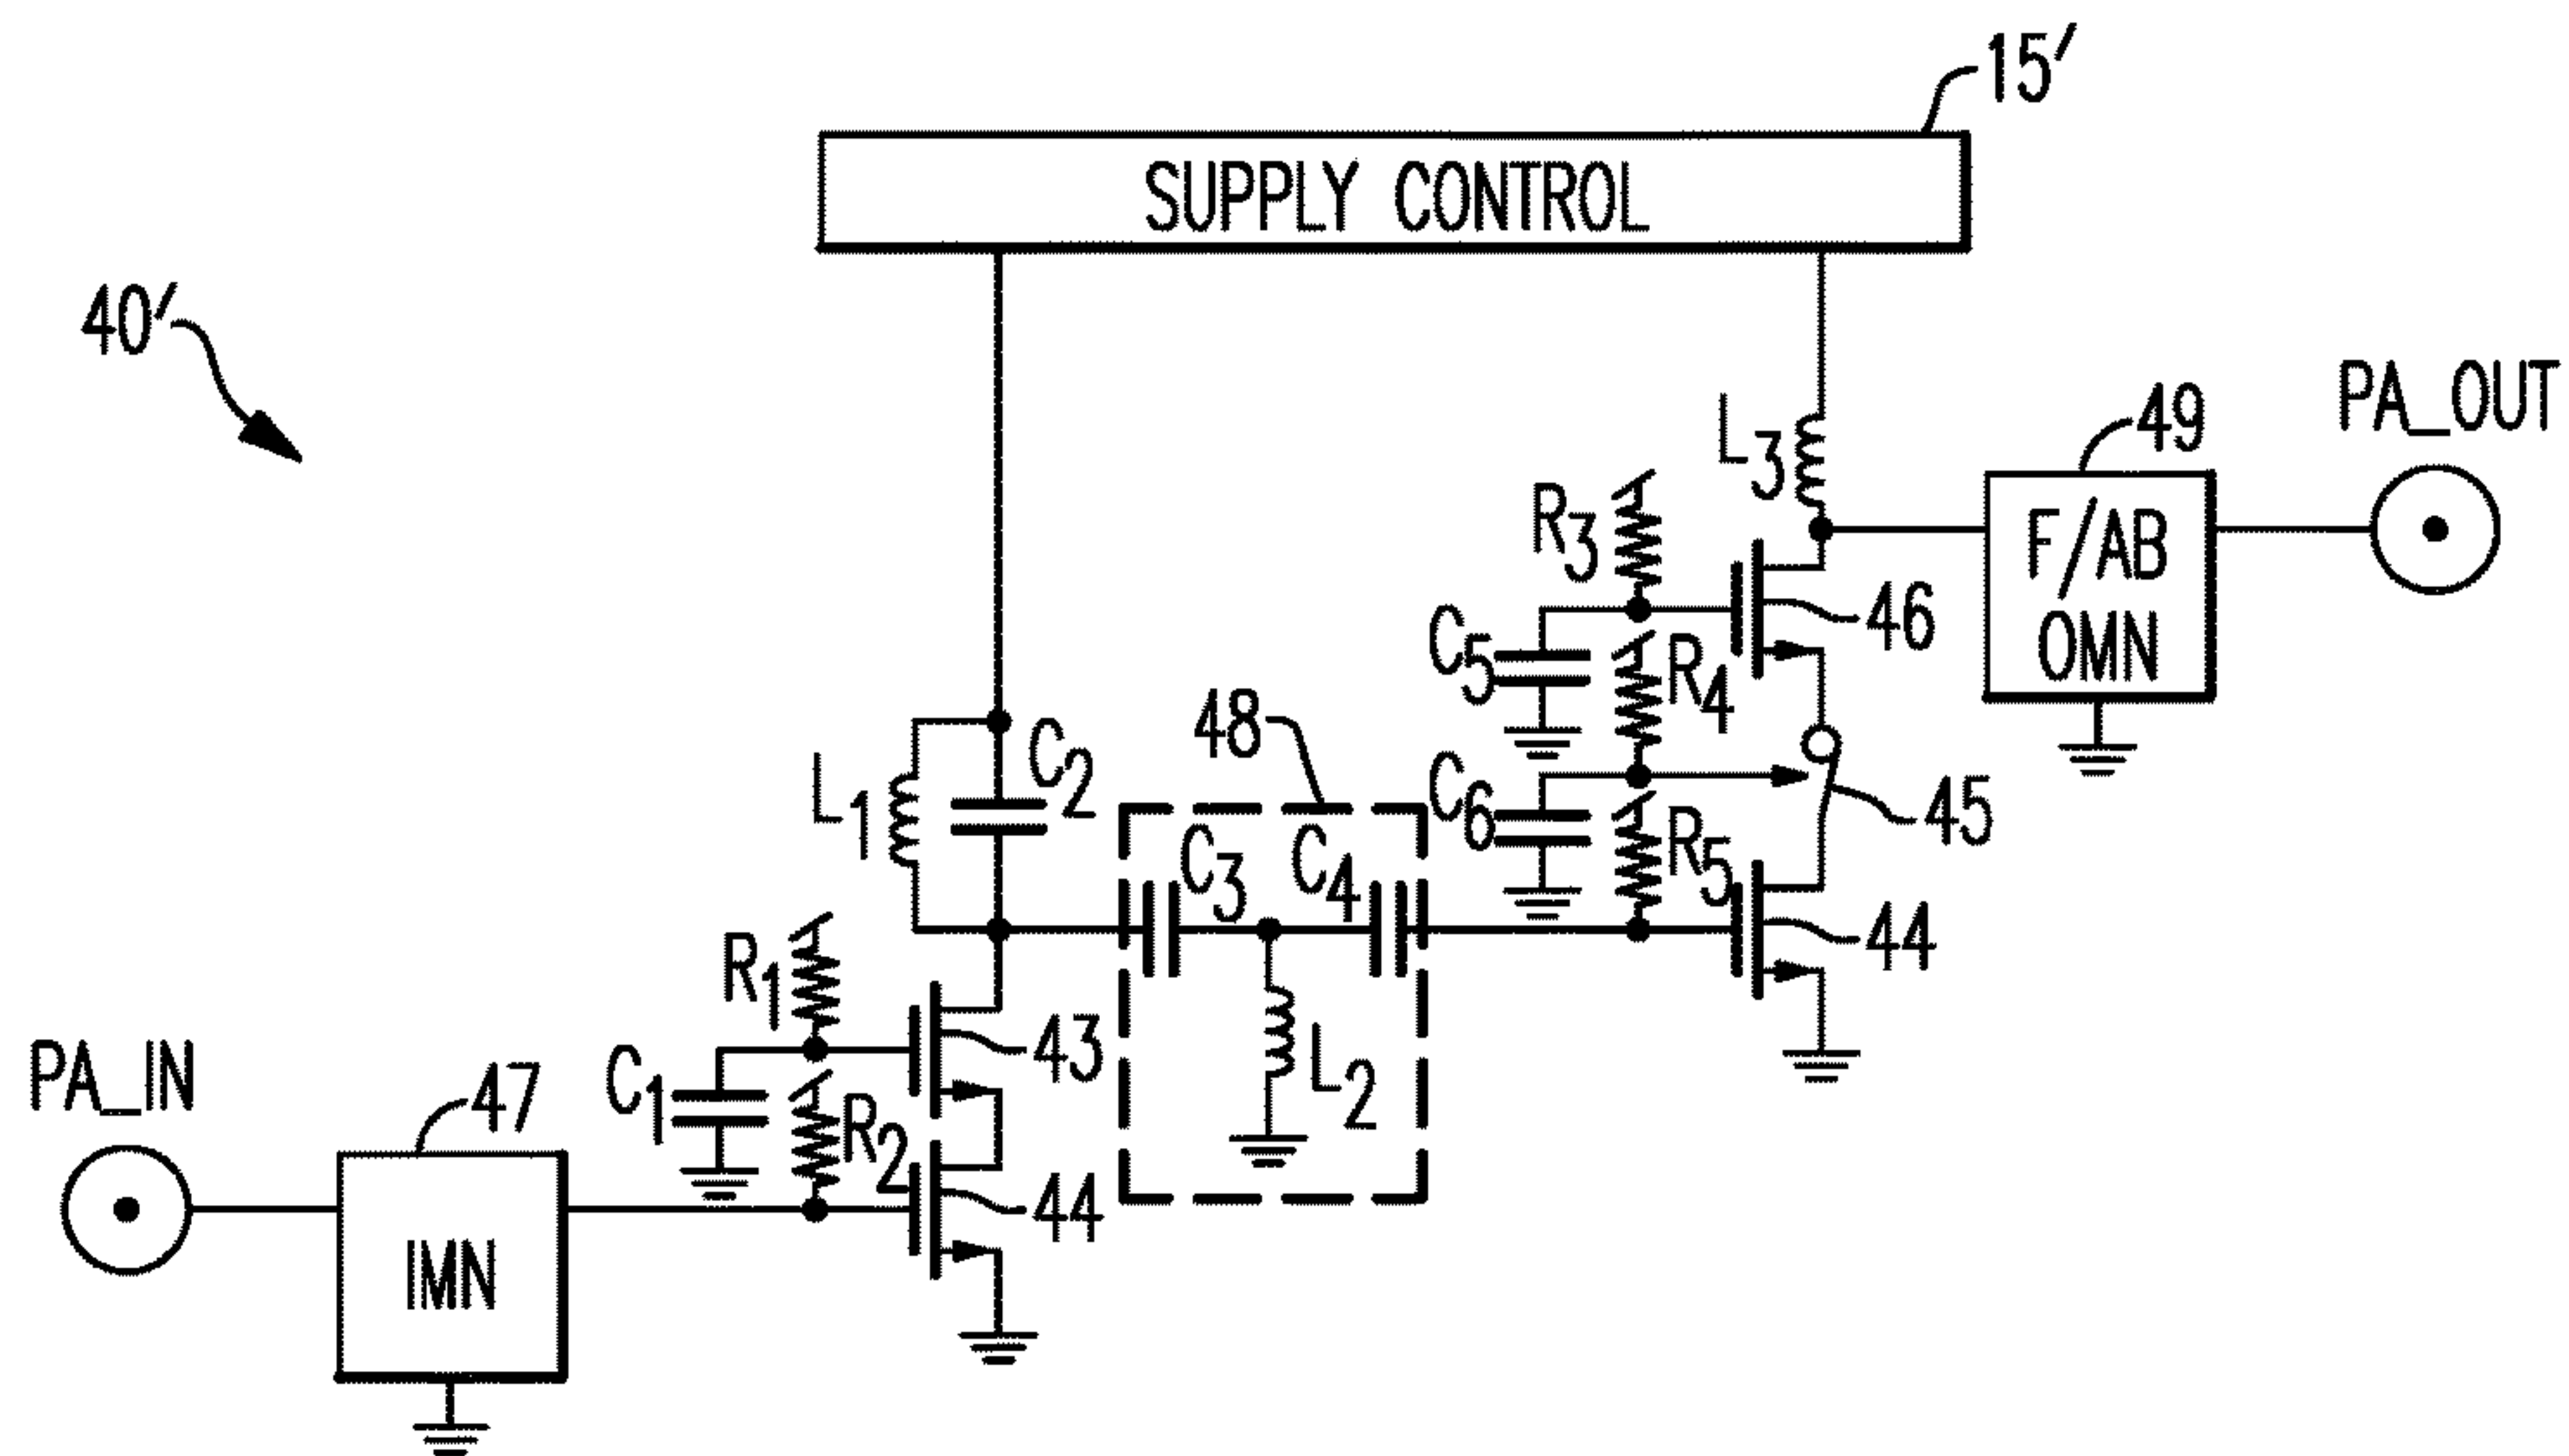 15'
SUPPLY CONTROL
40'
PA_OUT
49
L3
R3
F/AB
OMN
46
C5
R4
48
C2
L1
C6
45
C3
C4
R5
44
R1
43
L2
PA_IN
47
C1
R2
44
IMN